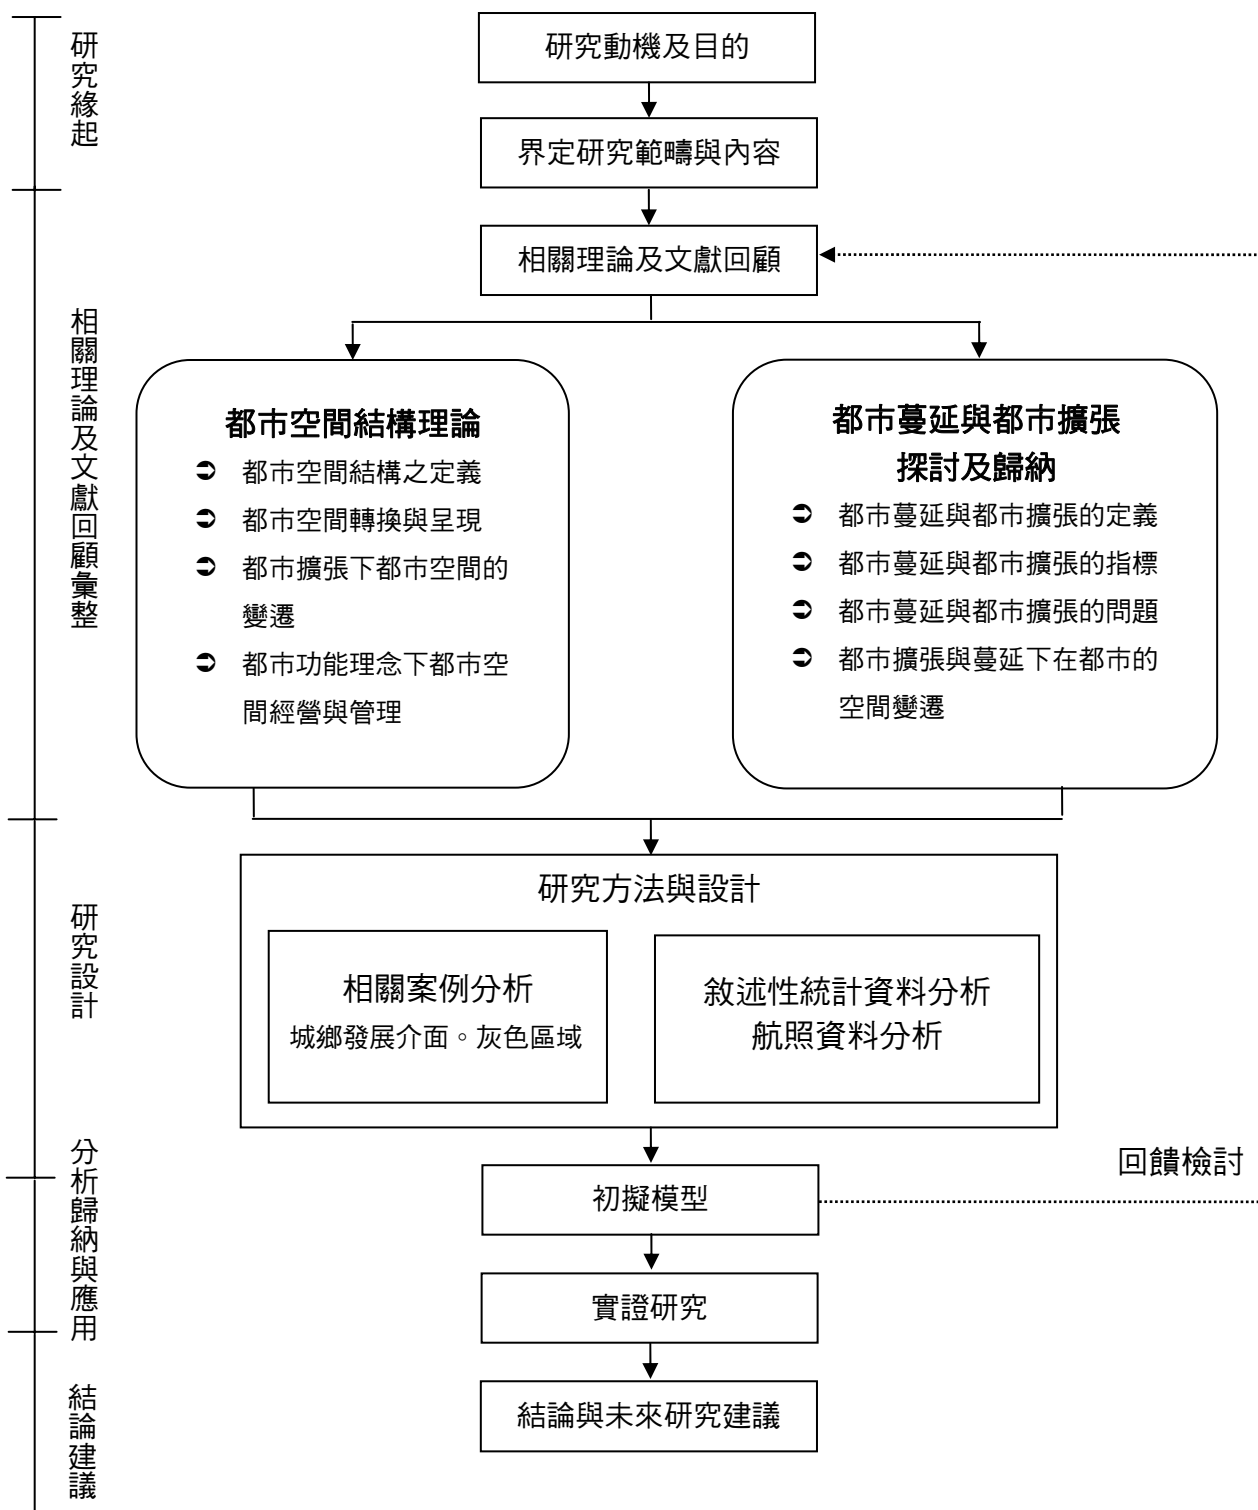 研究緣起
相關理論及文獻回顧彙整
研究設計
分析歸納與應用
結論建議
研究動機及目的
界定研究範疇與內容
相關理論及文獻回顧
都市空間結構理論
➲ 都市空間結構之定義
➲ 都市空間轉換與呈現
➲ 都市擴張下都市空間的
變遷
➲ 都市功能理念下都市空
間經營與管理
都市蔓延與都市擴張
探討及歸納
➲ 都市蔓延與都市擴張的定義
➲ 都市蔓延與都市擴張的指標
➲ 都市蔓延與都市擴張的問題
➲ 都市擴張與蔓延下在都市的
空間變遷
研究方法與設計
相關案例分析
城鄉發展介面。灰色區域
敘述性統計資料分析
航照資料分析
回饋檢討
初擬模型
實證研究
結論與未來研究建議